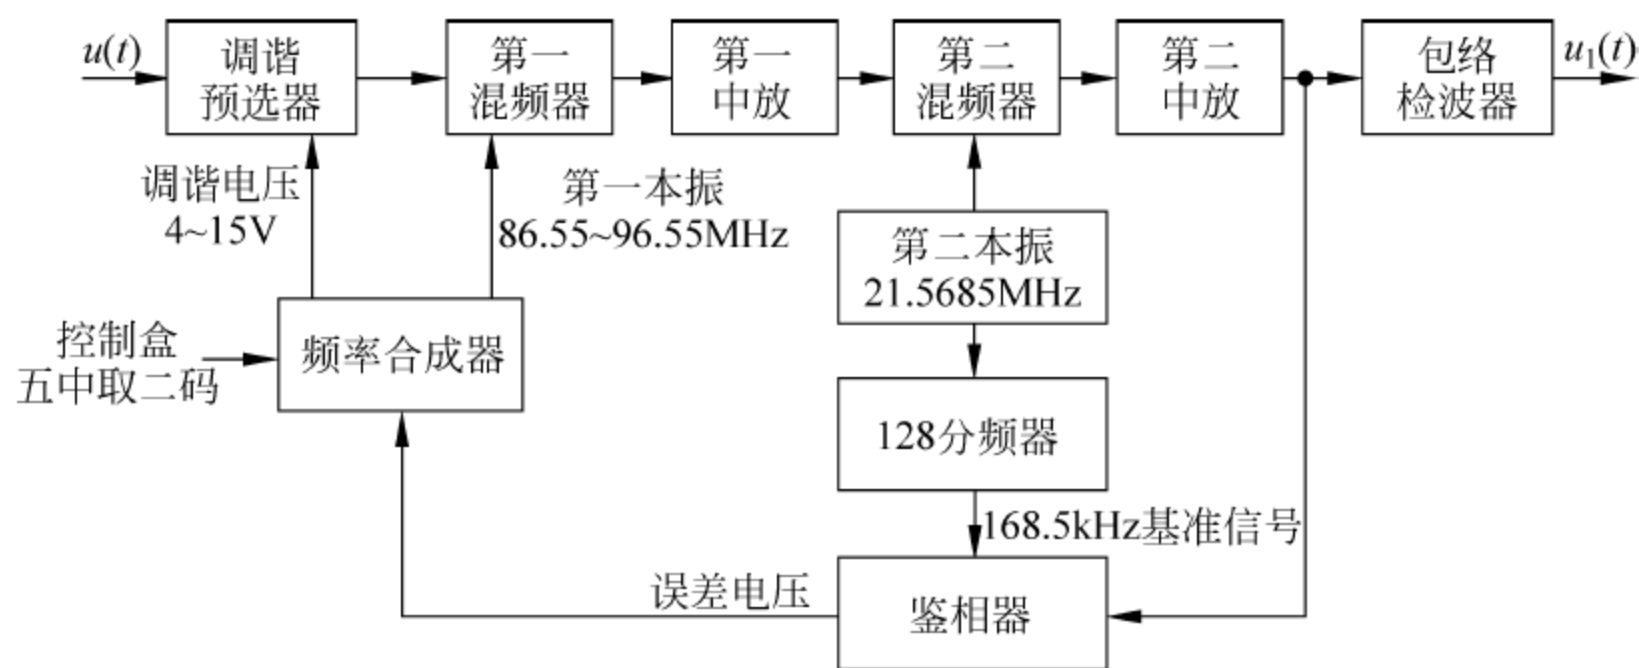 u(t)
调谐
预选器
第一
混频器
第一
中放
第二
混频器
第二
中放
包络
检波器
u₁(t)
调谐电压
4~15V
第一本振
86.55~96.55MHz
第二本振
21.5685MHz
控制盒
五中取二码
频率合成器
128分频器
168.5kHz基准信号
误差电压
鉴相器